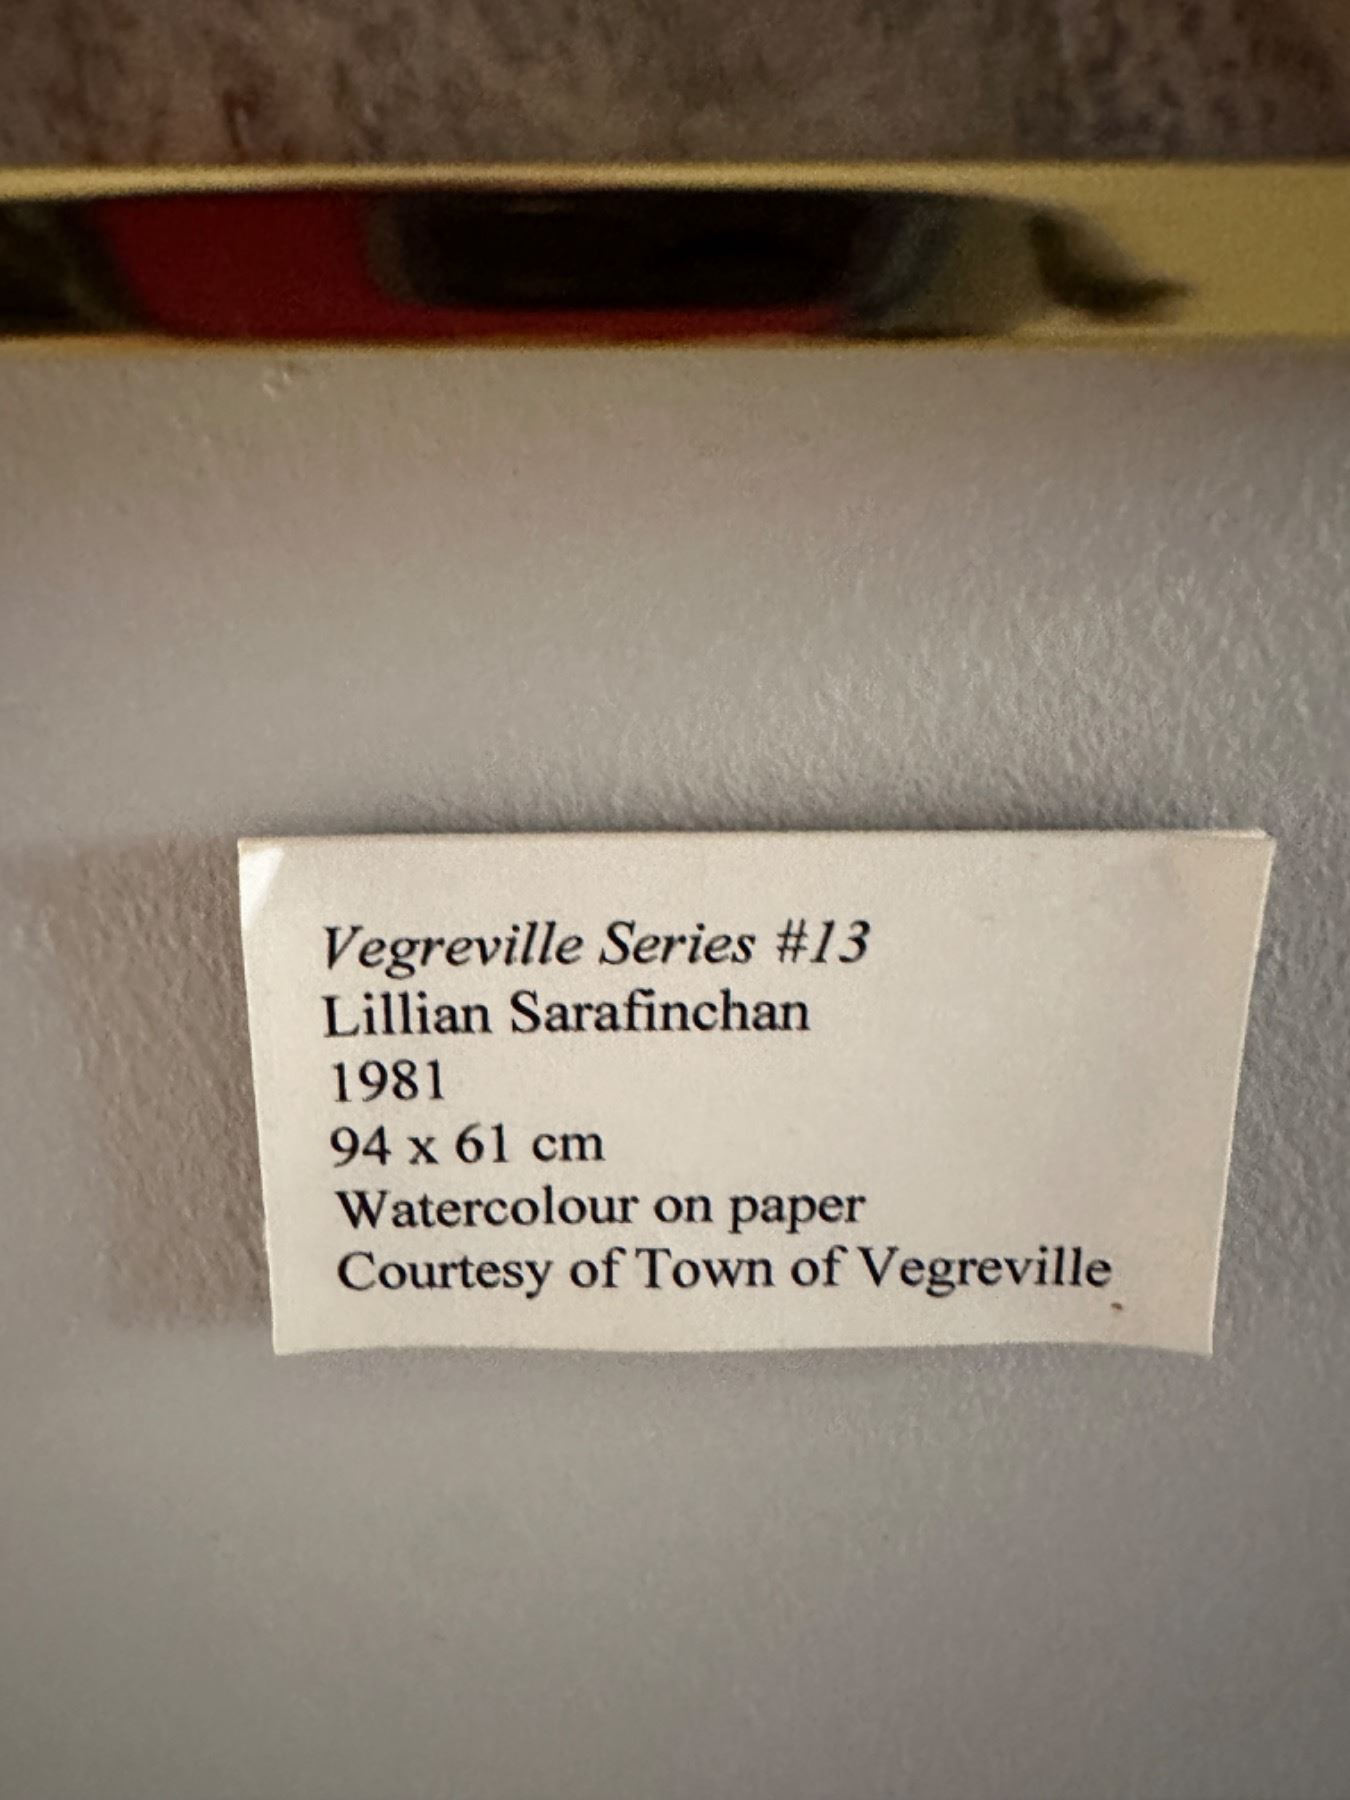 Vegreville Series #13
Lillian Sarafinchan
1981
94 x 61 cm
Watercolour on paper
Courtesy of Town of Vegreville